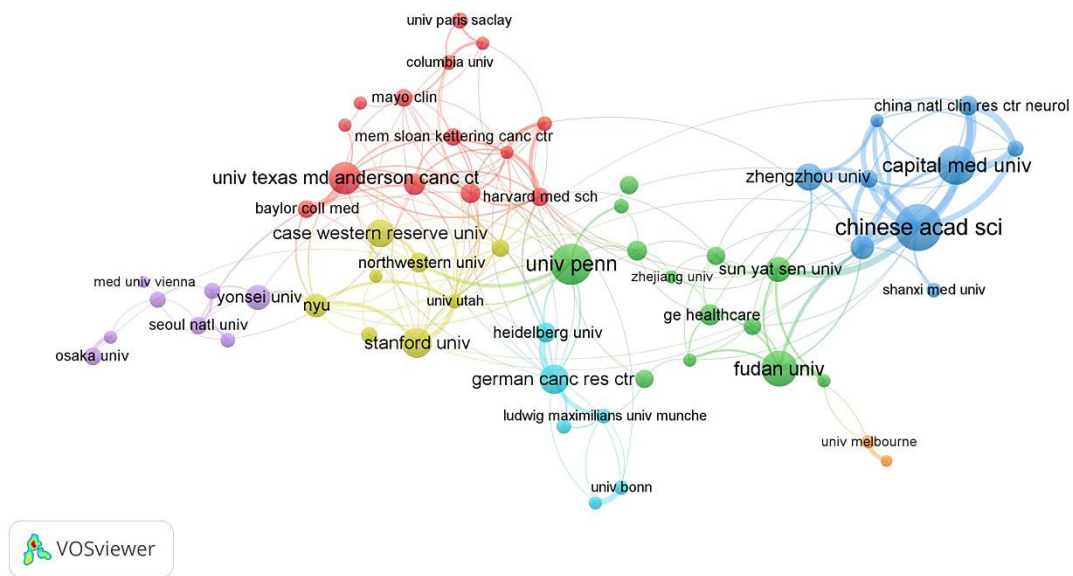 univ paris saclay
columbia univ
mayo clin
china natl clin res ctr neurol
mem sloan kettering canc ctr
capital med univ
univ texas md anderson canc ct
zhengzhou univ
harvard med sch
baylor coll med
chinese acad sci
case western reserve univ
northwestern univ
univ penn
sun yat sen univ
zhejiang univ
med univ vienna
shanxi med univ
yonsei univ
nyu
univ utah
seoul natl univ
ge healthcare
heidelberg univ
stanford univ
osaka univ
fudan univ
german canc res ctr
ludwig maximilians univ munche
univ melbourne
univ bonn
VOSviewer